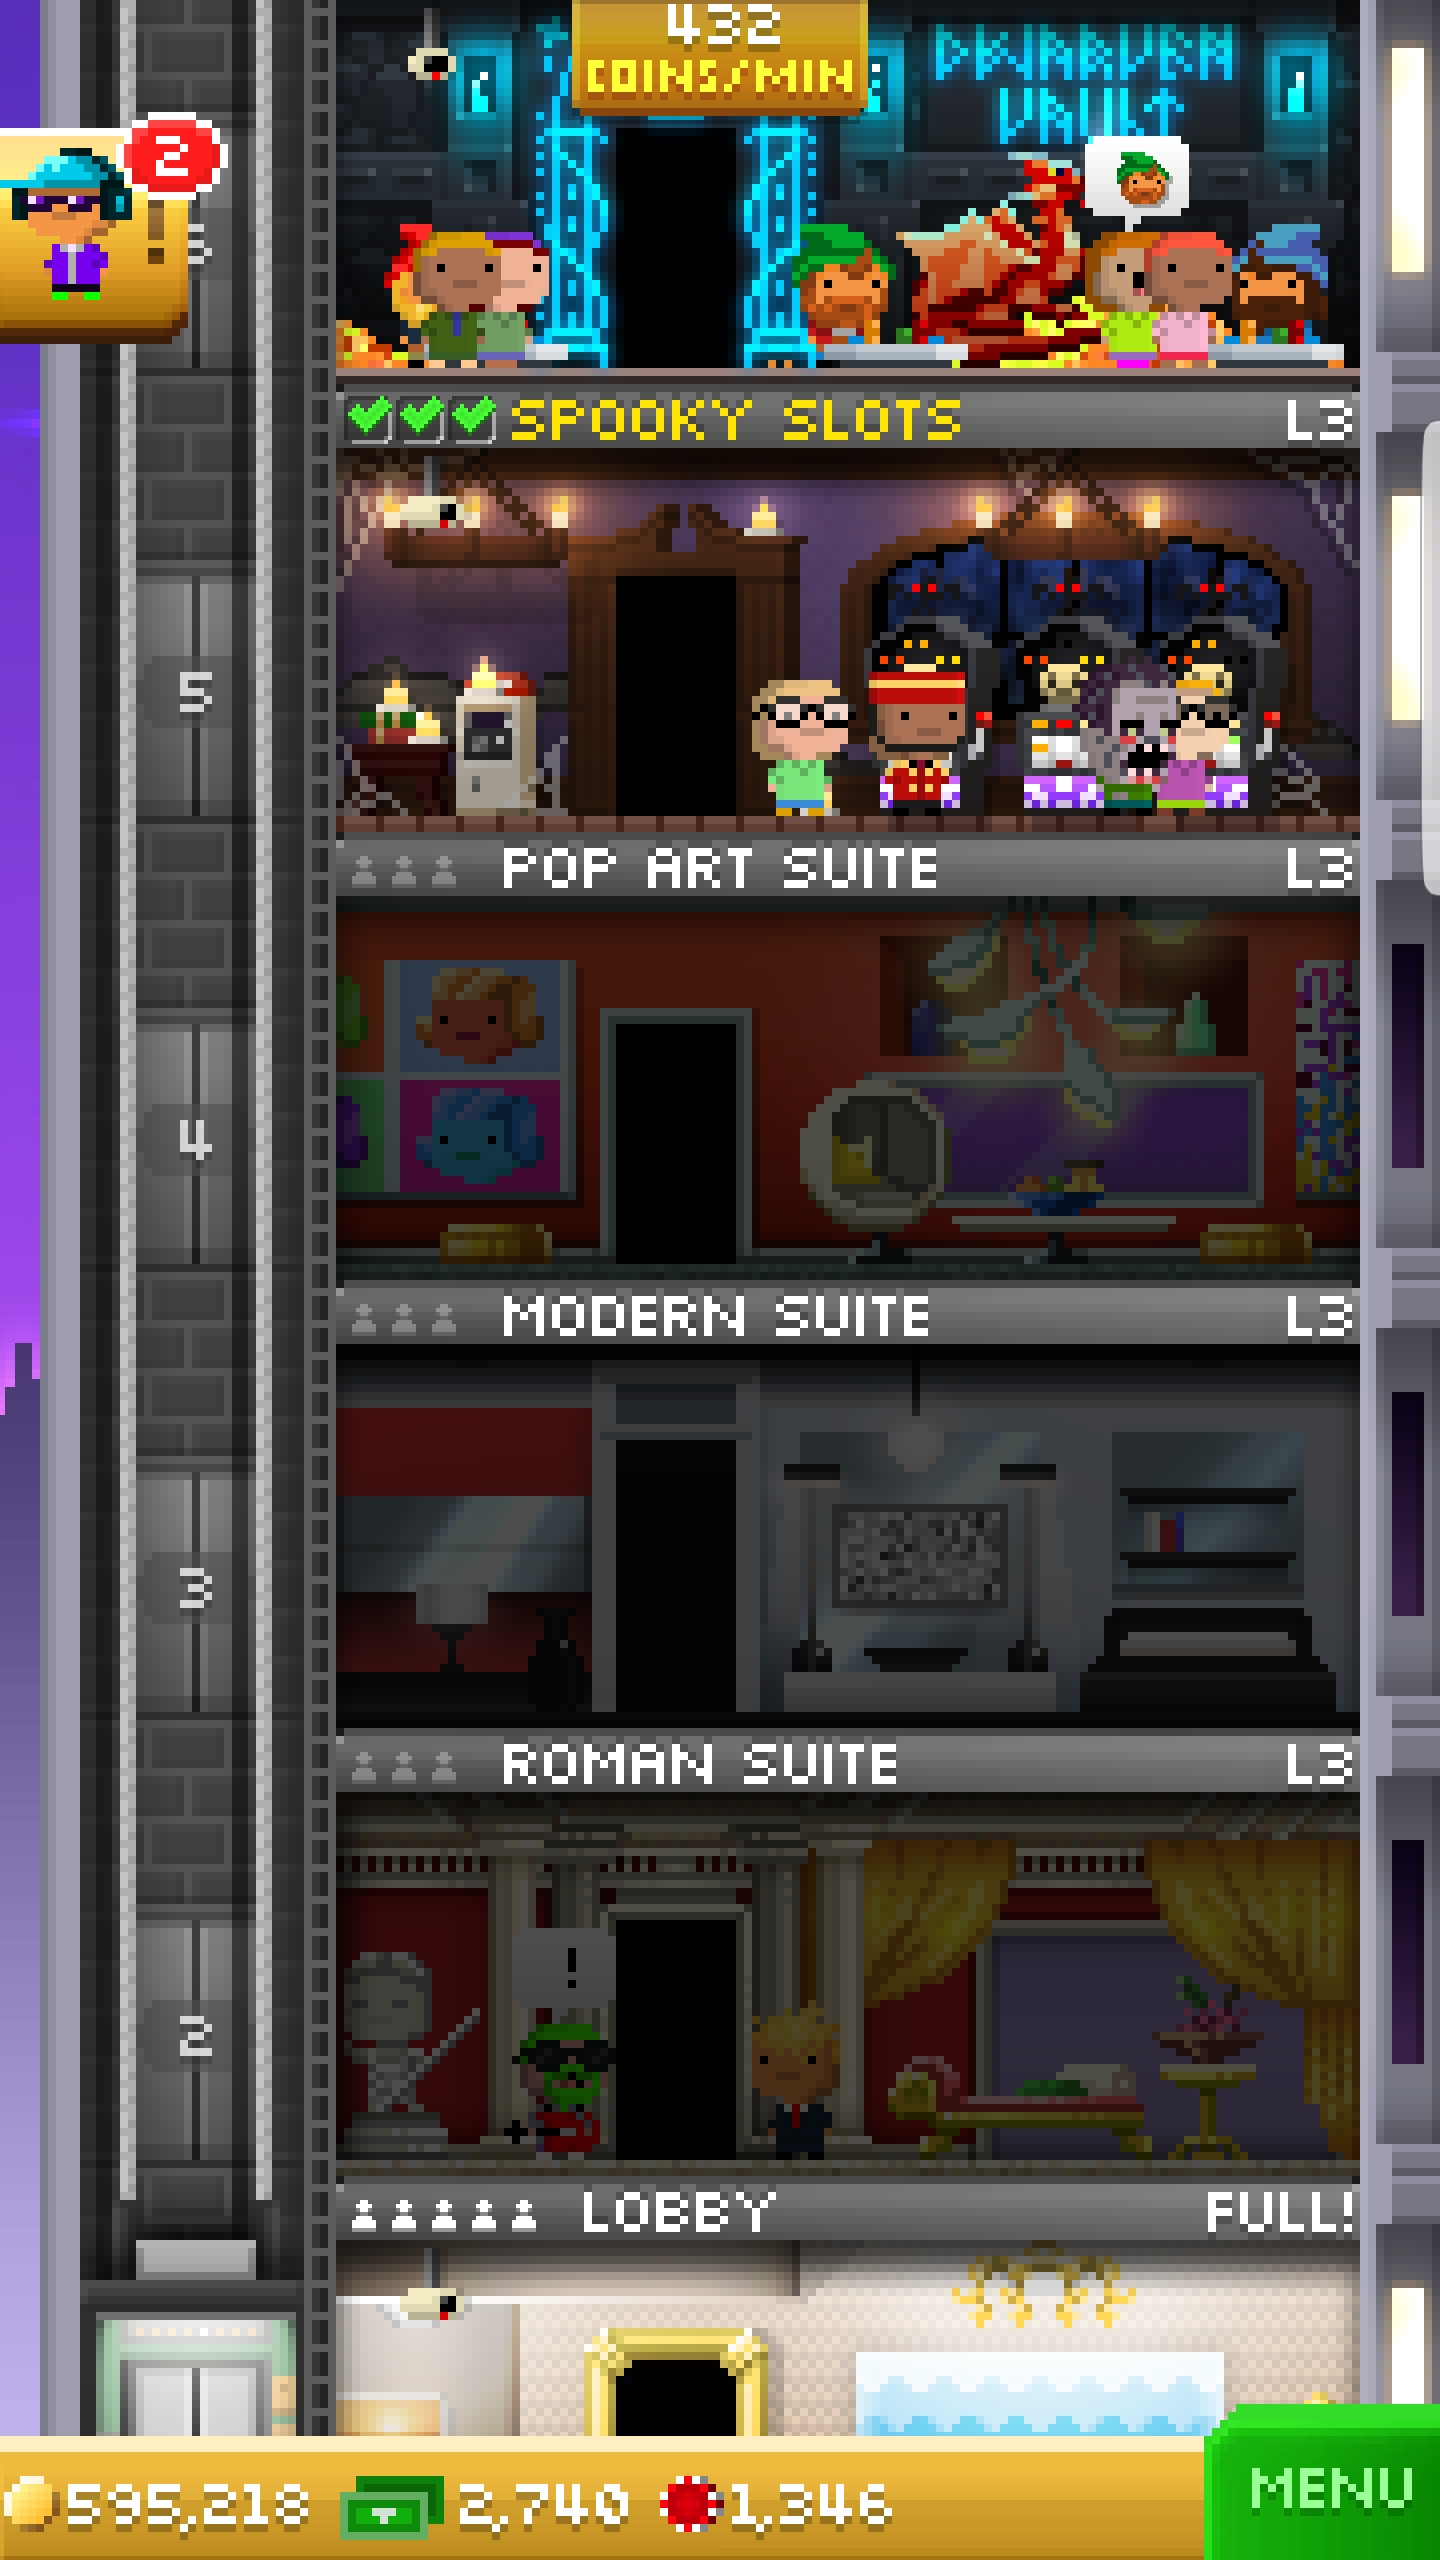 432
COINS/MIN
DWARVEN
VAULT
2
SPOOKY SLOTS L3
5
POP ART SUITE L3
4
MODERN SUITE L3
3
ROMAN SUITE L3
!
2
LOBBY FULL!
595,218 2,740 1,346
MENU